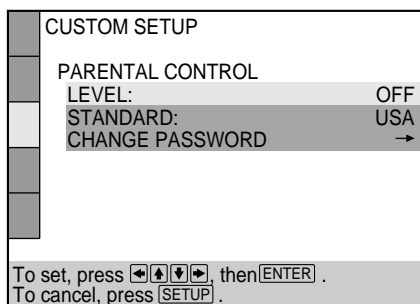 CUSTOM SETUP
PARENTAL CONTROL
LEVEL: OFF
STANDARD: USA
CHANGE PASSWORD →
To set, press ←↑↓→, then ENTER .
To cancel, press SETUP .